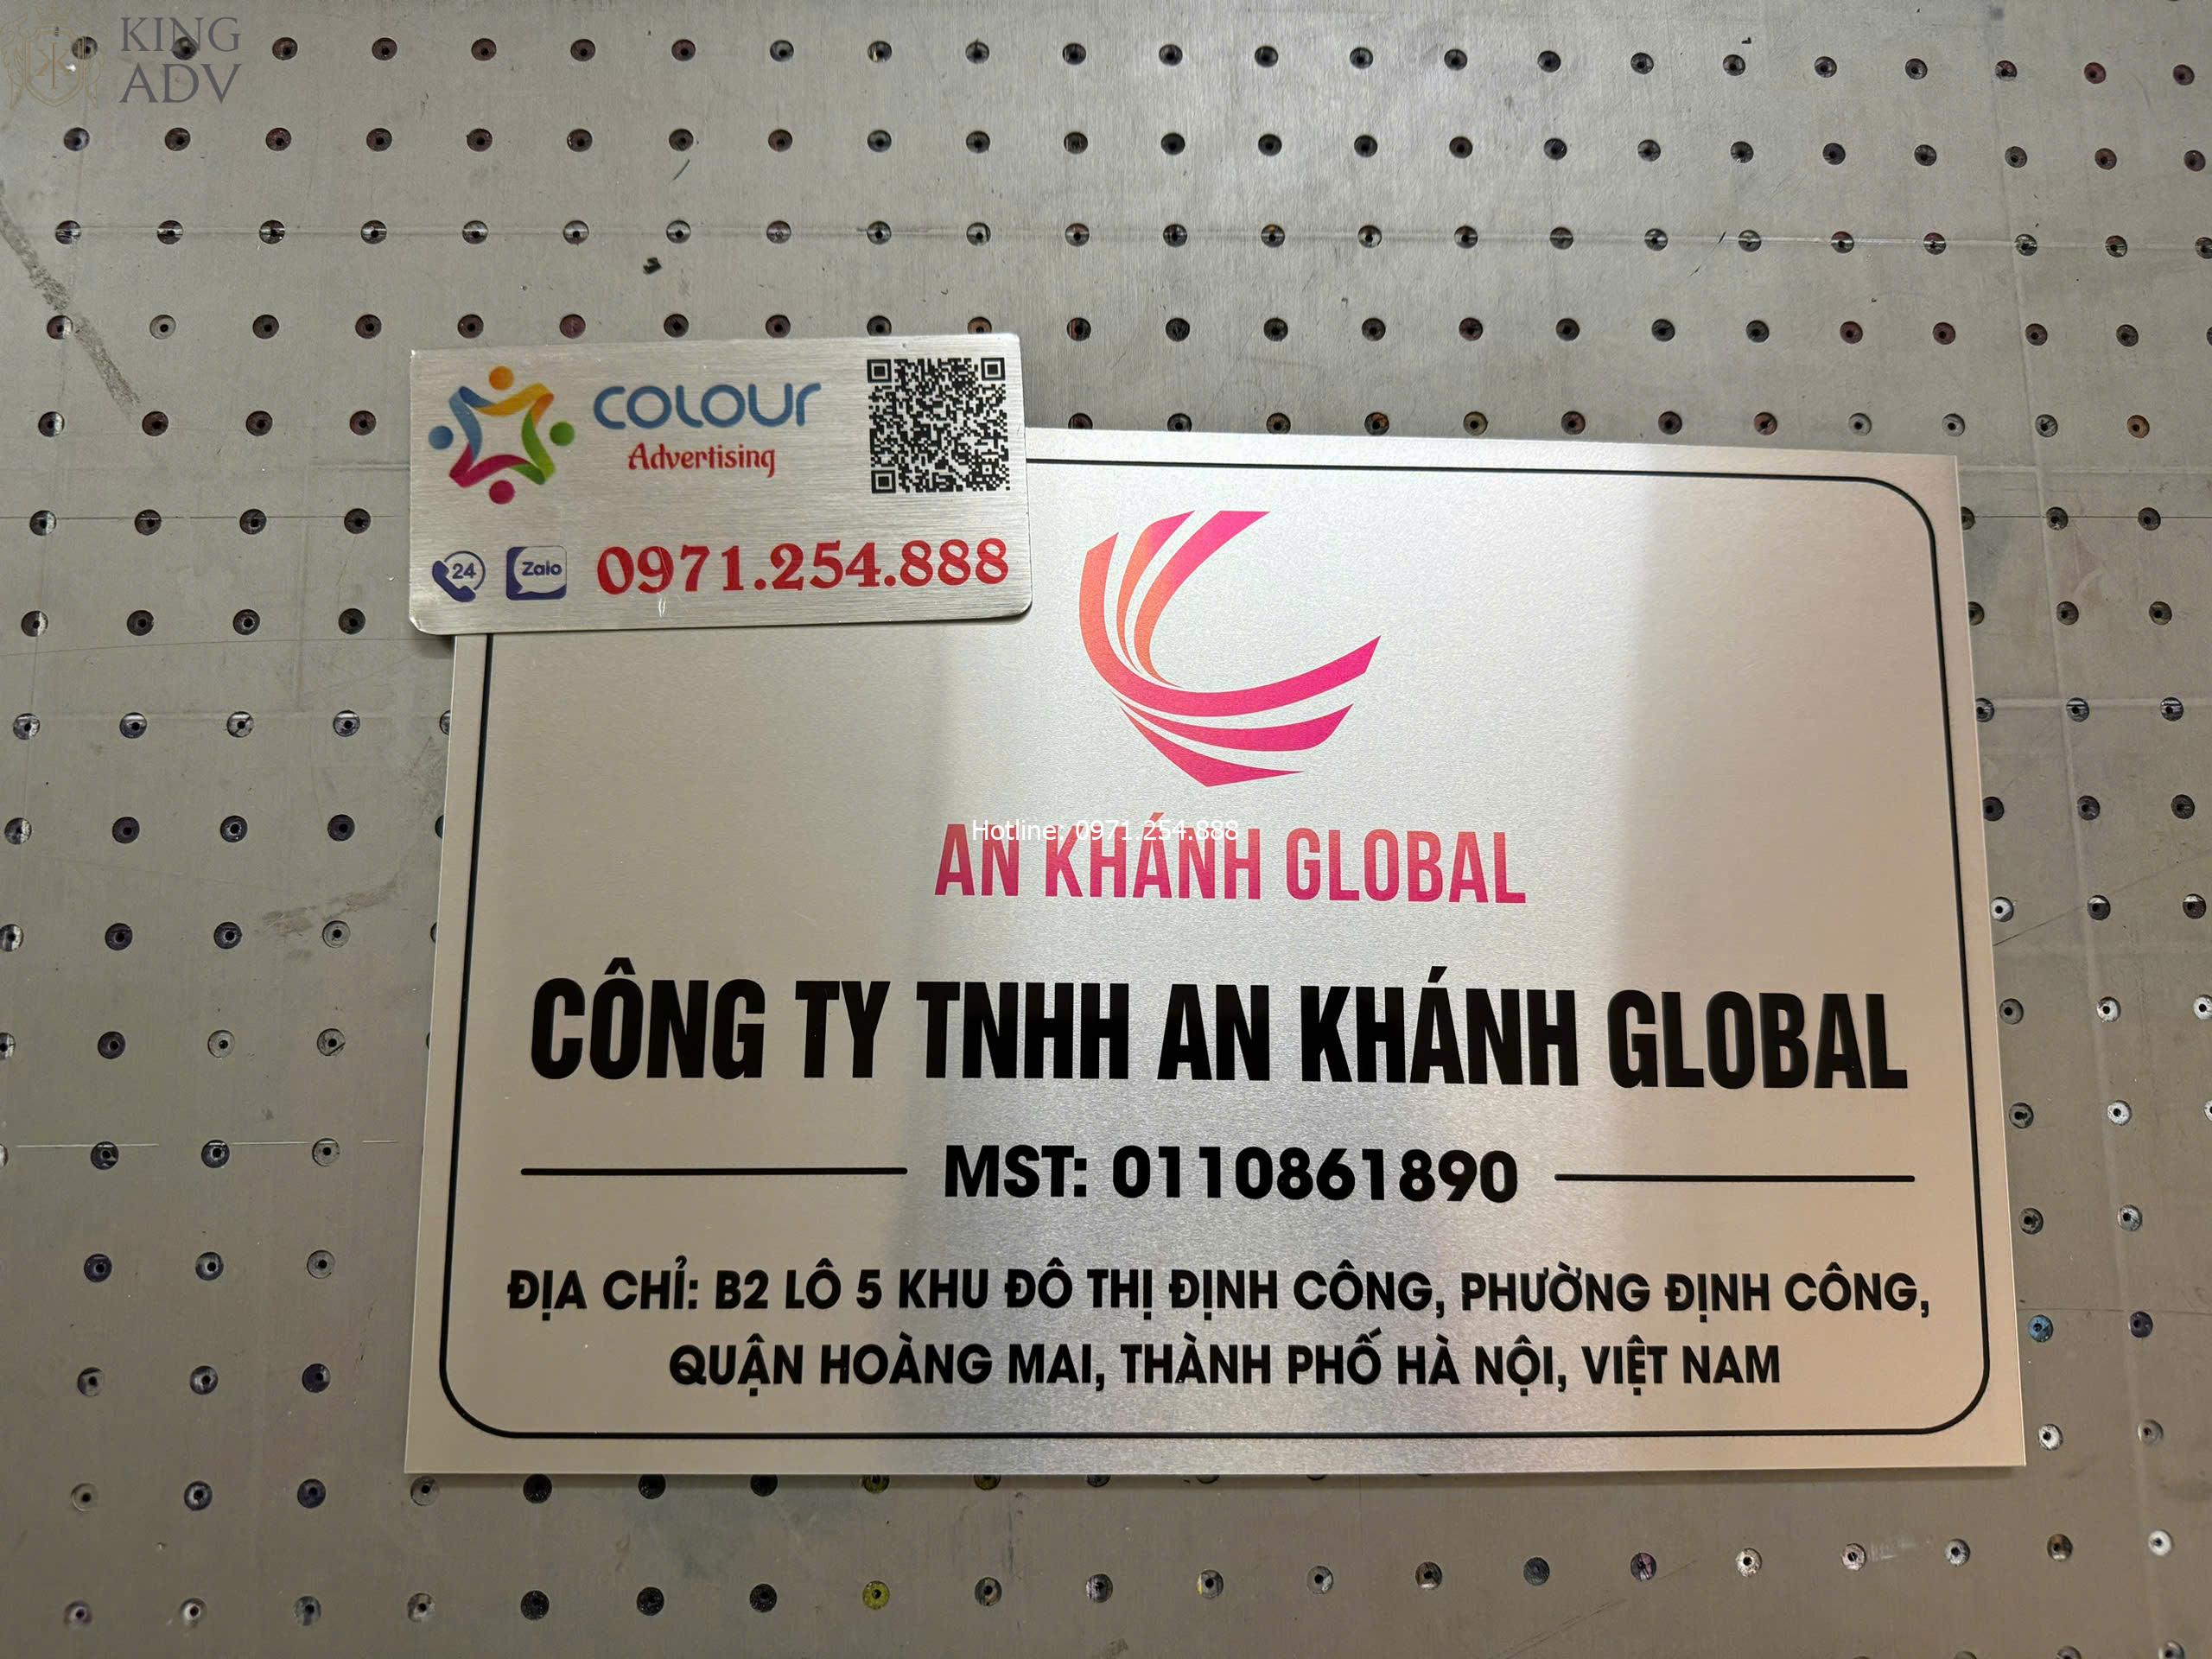 KING
ADV
COLOUR
Advertising
24
Zalo
0971.254.888
Hotline: 0971.254.888
AN KHÁNH GLOBAL
CÔNG TY TNHH AN KHÁNH GLOBAL
MST: 0110861890
ĐỊA CHỈ: B2 LÔ 5 KHU ĐÔ THỊ ĐỊNH CÔNG, PHƯỜNG ĐỊNH CÔNG,
QUẬN HOÀNG MAI, THÀNH PHỐ HÀ NỘI, VIỆT NAM